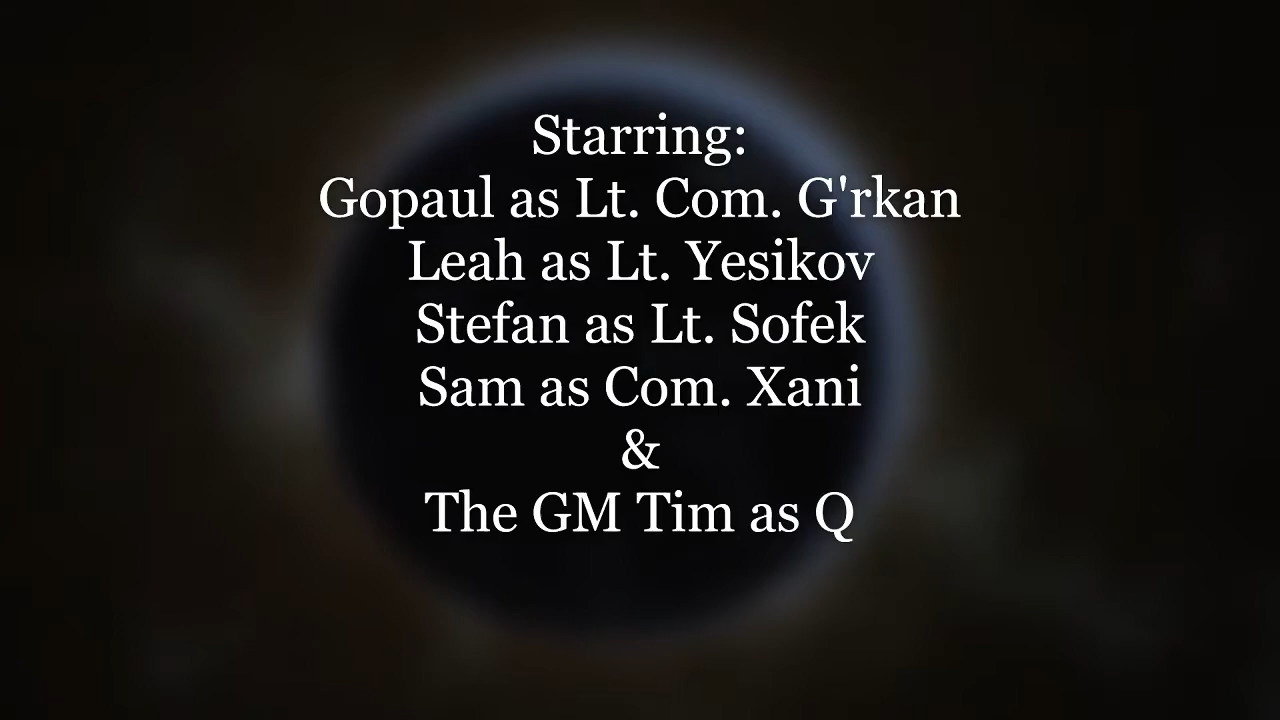 Starring:
Gopaul as Lt. Com. G'rkan
Leah as Lt. Yesikov
Stefan as Lt. Sofek
Sam as Com. Xani
&
The GM Tim as Q